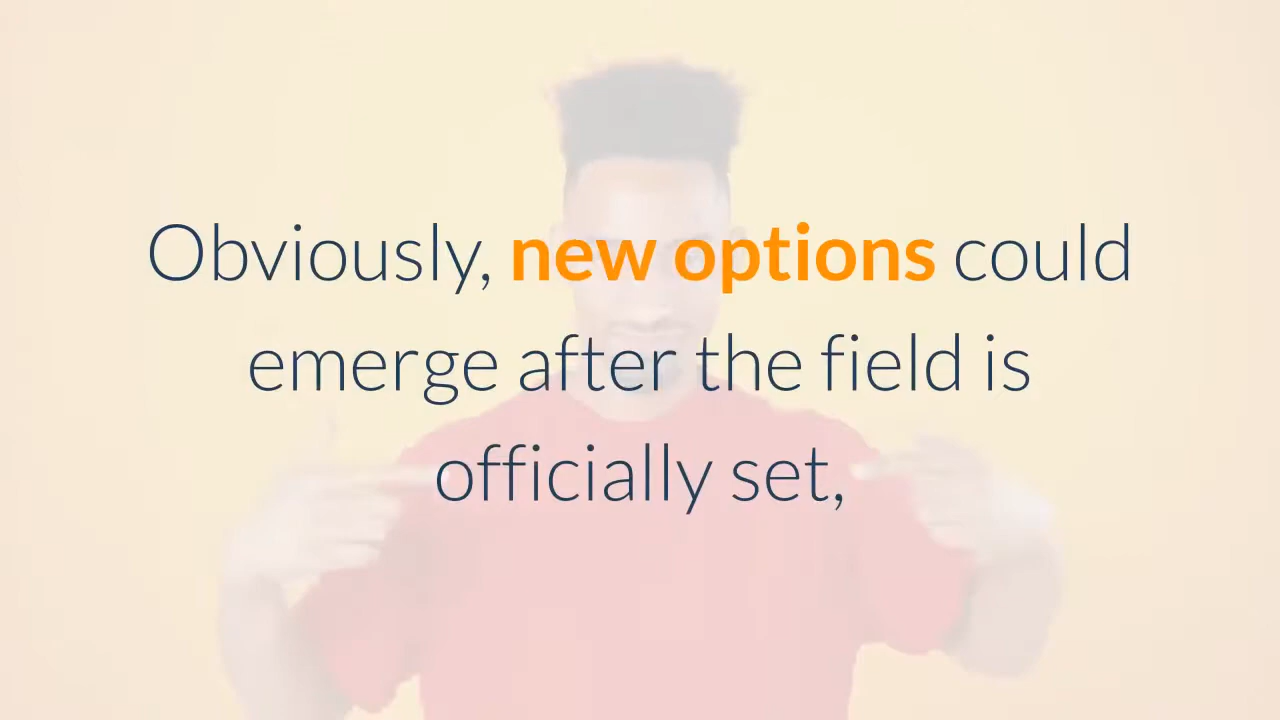 Obviously, new options could
emerge after the field is
officially set,